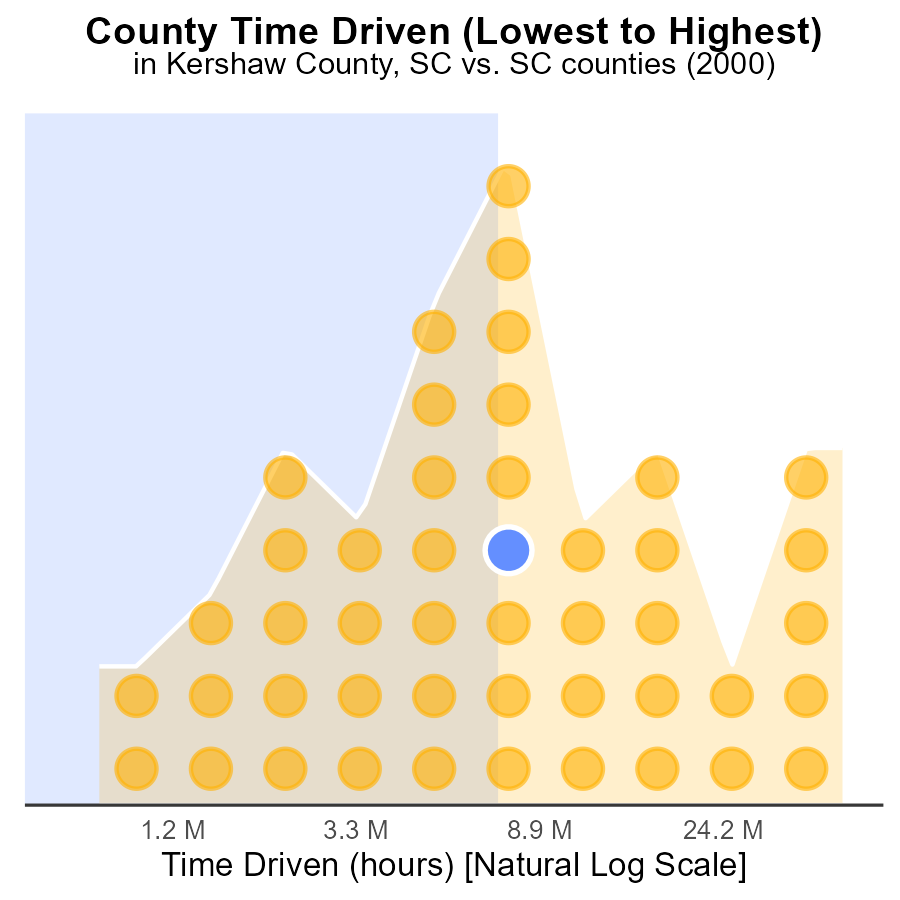 County Time Driven (Lowest to Highest)
in Kershaw County, SC vs. SC counties (2000)
1.2 M 3.3 M 8.9 M 24.2 M
Time Driven (hours) [Natural Log Scale]